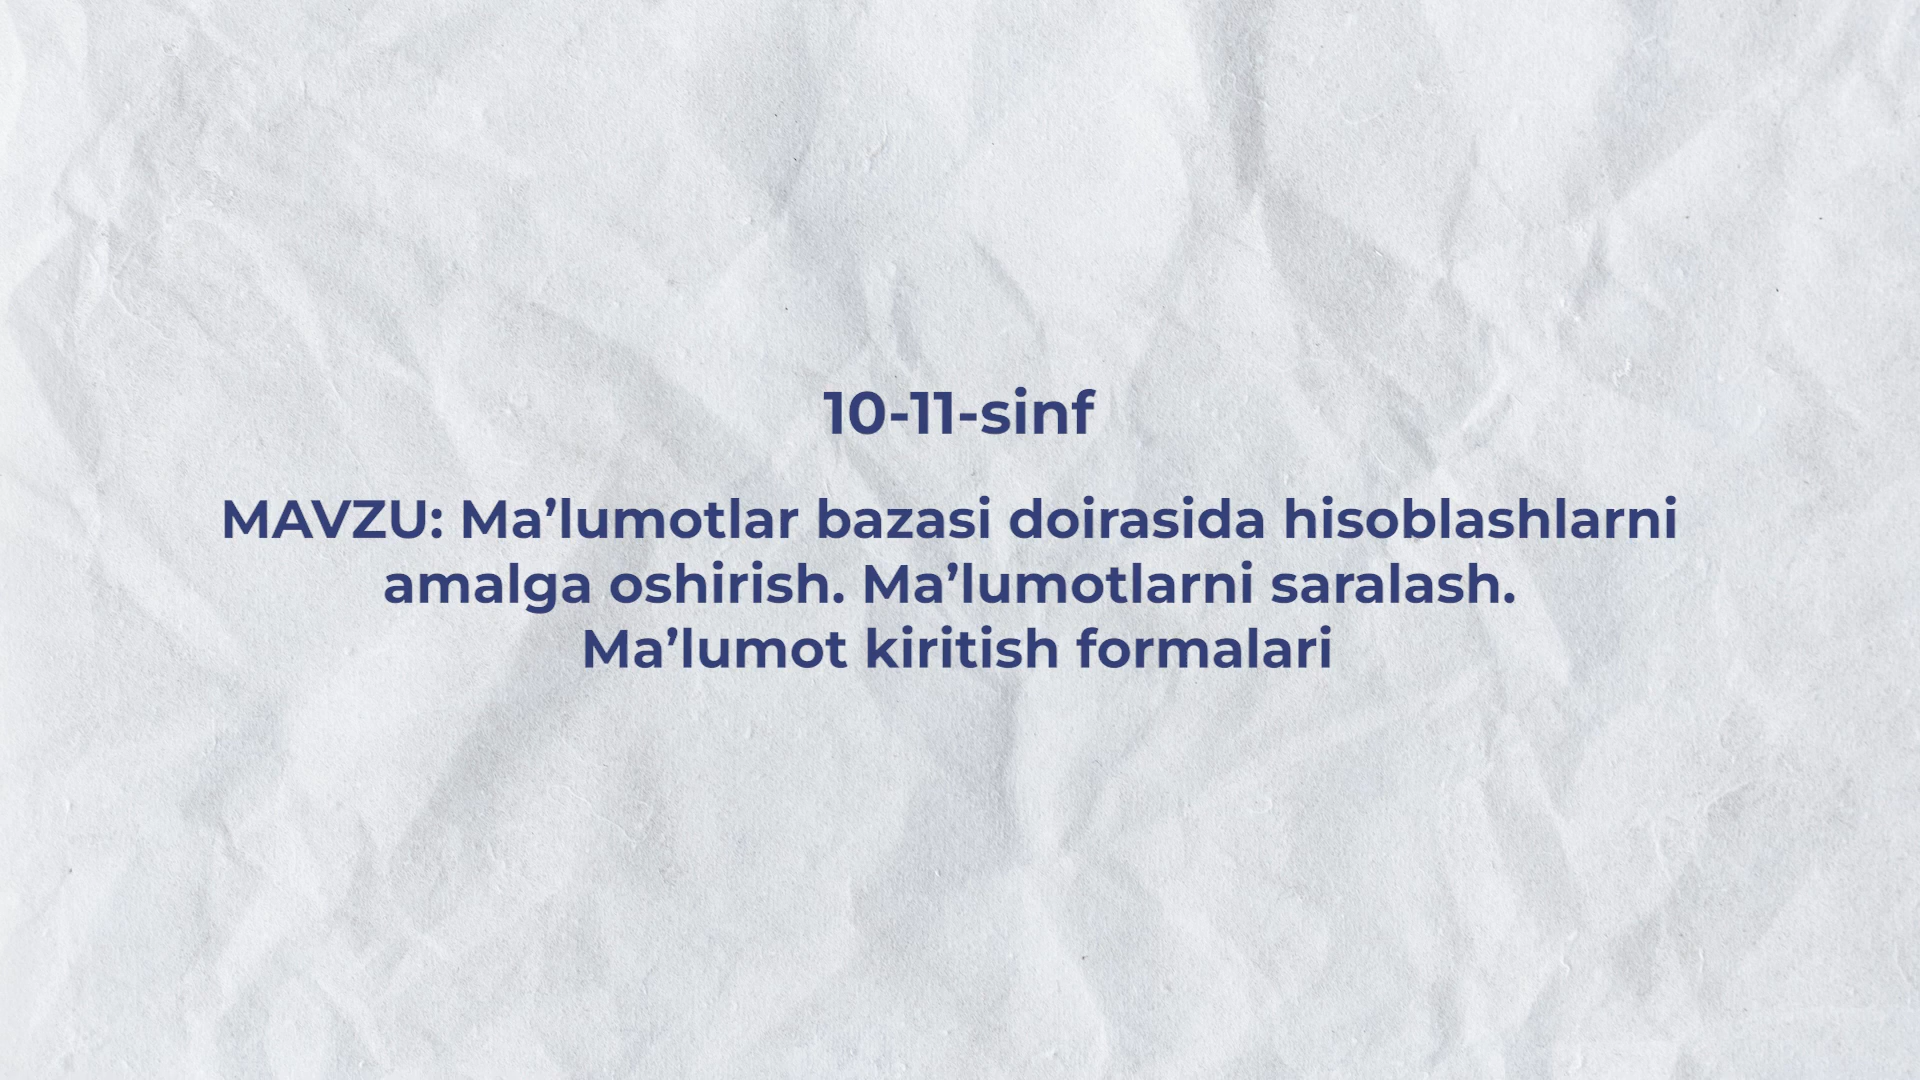 10-11-sinf
MAVZU: Ma’lumotlar bazasi doirasida hisoblashlarni
amalga oshirish. Ma’lumotlarni saralash.
Ma’lumot kiritish formalari